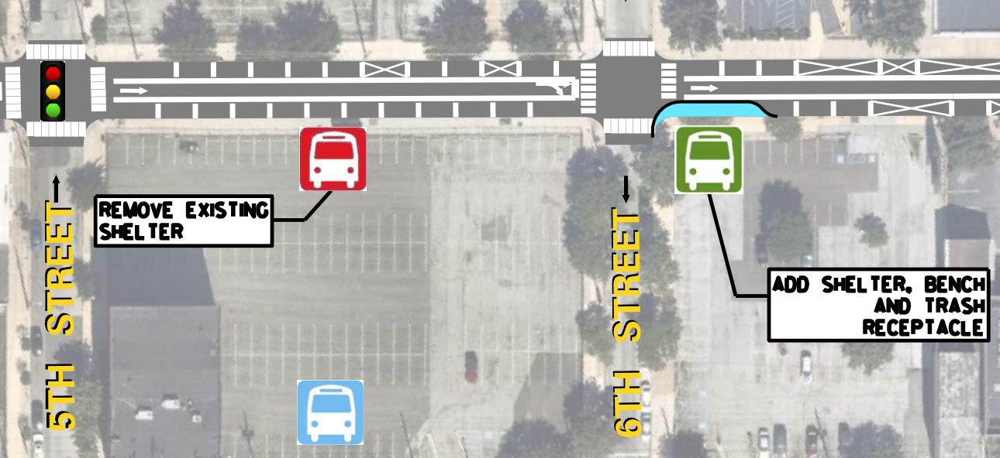 REMOVE EXISTING
SHELTER
5TH STREET
6TH STREET
ADD SHELTER, BENCH
AND TRASH
RECEPTACLE